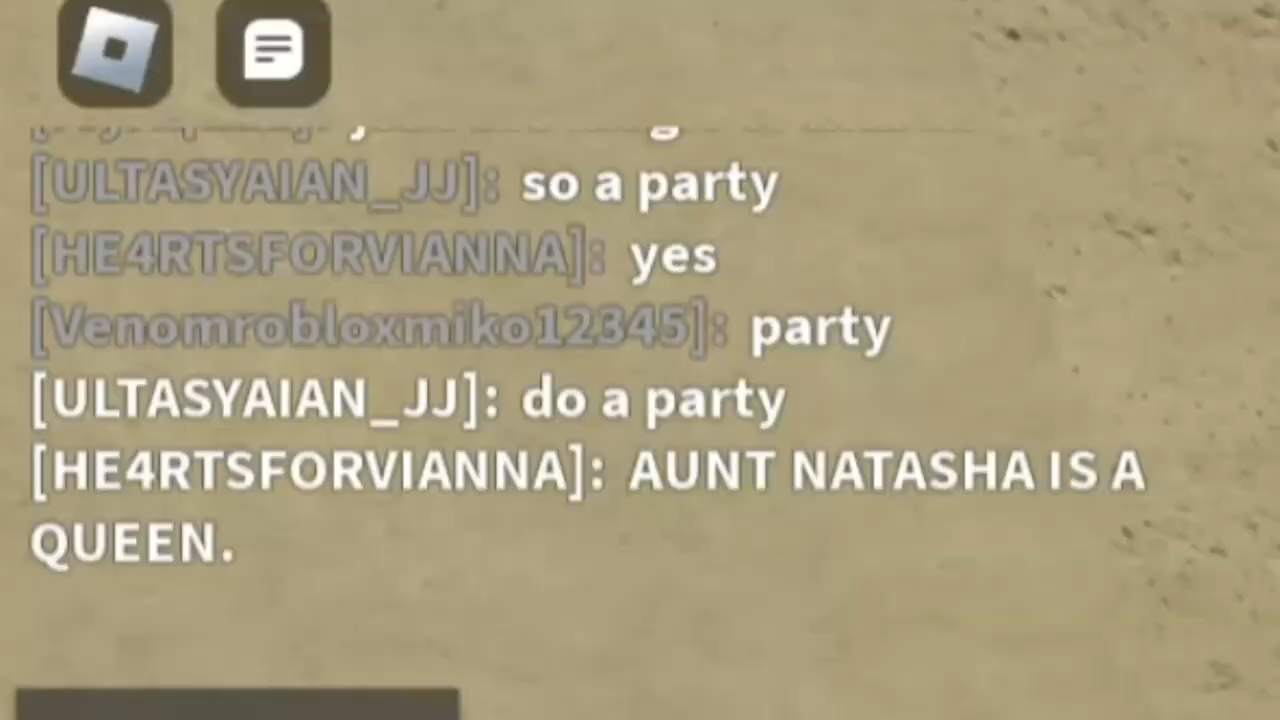 [ULTASYAIAN_JJ]: so a party
[HE4RTSFORVIANNA]: yes
[Venomrobloxmiko12345]: party
[ULTASYAIAN_JJ]: do a party
[HE4RTSFORVIANNA]: AUNT NATASHA IS A
QUEEN.